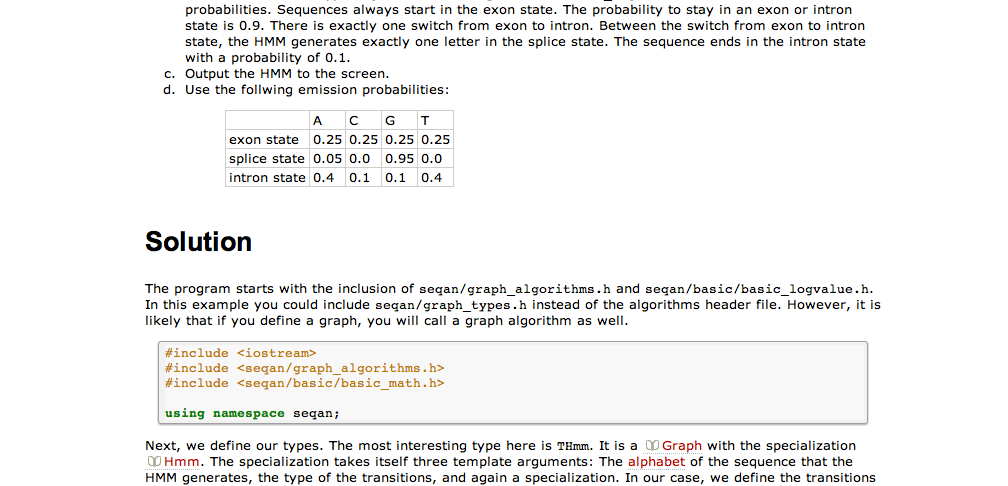 probabilities. Sequences always start in the exon state. The probability to stay in an exon or intron
state is 0.9. There is exactly one switch from exon to intron. Between the switch from exon to intron
state, the HMM generates exactly one letter in the splice state. The sequence ends in the intron state
with a probability of 0.1.
c. Output the HMM to the screen.
d. Use the follwing emission probabilities:
A C G T
exon state 0.25 0.25 0.25 0.25
splice state 0.05 0.0 0.95 0.0
intron state 0.4 0.1 0.1 0.4
Solution
The program starts with the inclusion of seqan/graph_algorithms.h and seqan/basic/basic_logvalue.h.
In this example you could include seqan/graph_types.h instead of the algorithms header file. However, it is
likely that if you define a graph, you will call a graph algorithm as well.
#include <iostream>
#include <seqan/graph_algorithms.h>
#include <seqan/basic/basic_math.h>
using namespace seqan;
Next, we define our types. The most interesting type here is THmm. It is a Graph with the specialization
Hmm. The specialization takes itself three template arguments: The alphabet of the sequence that the
HMM generates, the type of the transitions, and again a specialization. In our case, we define the transitions